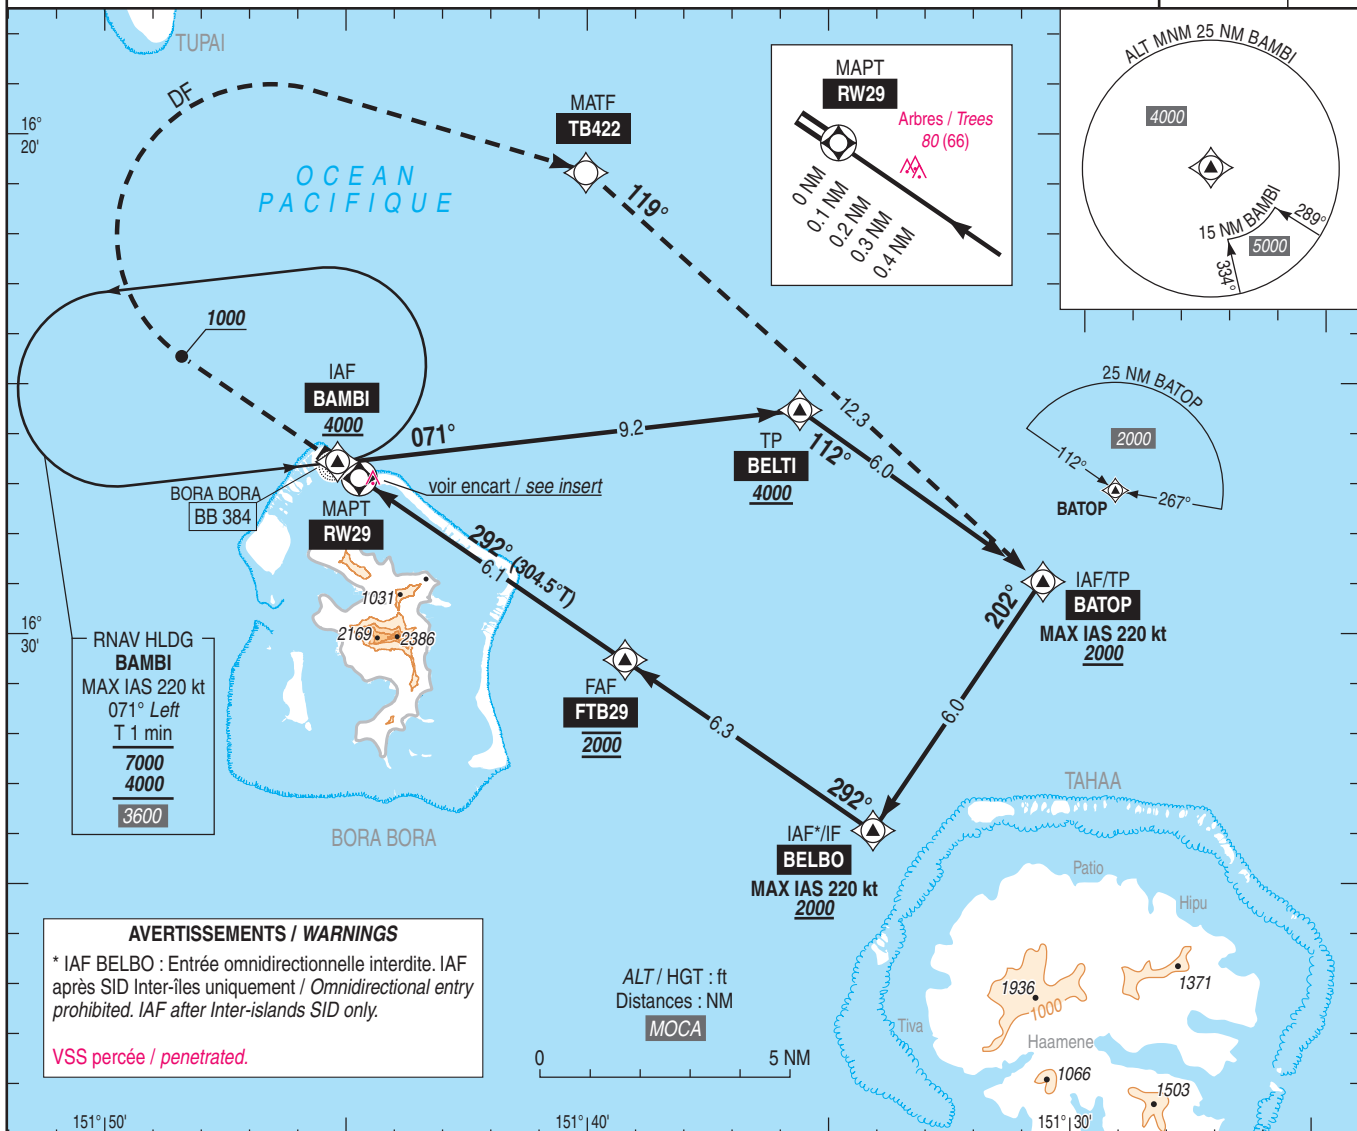 TUPAI
DF
MATF
TB422
16°
20'
OCEAN
PACIFIQUE
119°
MAPT
RW29
Arbres / Trees
80 (66)
0 NM
0.1 NM
0.2 NM
0.3 NM
0.4 NM
ALT MNM 25 NM BAMBI
4000
15 NM BAMBI
289°
5000
334°
1000
IAF
BAMBI
4000
071°
9.2
12.3
TP
BELTI
4000
112°
6.0
25 NM BATOP
2000
112°
BATOP
267°
BORA BORA
BB 384
voir encart / see insert
MAPT
RW29
292° (304.5°T)
6.1
1031
2169
2386
IAF/TP
BATOP
MAX IAS 220 kt
2000
202°
16°
30'
RNAV HLDG
BAMBI
MAX IAS 220 kt
071° Left
T 1 min
7000
4000
3600
FAF
FTB29
2000
6.3
6.0
292°
TAHAA
BORA BORA
IAF*/IF
BELBO
MAX IAS 220 kt
2000
Patio
Hipu
AVERTISSEMENTS / WARNINGS
* IAF BELBO : Entrée omnidirectionnelle interdite. IAF
après SID Inter-îles uniquement / Omnidirectional entry
prohibited. IAF after Inter-islands SID only.
VSS percée / penetrated.
ALT / HGT : ft
Distances : NM
MOCA
0
5 NM
1936
1000
1371
Tiva
Haamene
1066
1503
151° 50'
151° 40'
151° 30'